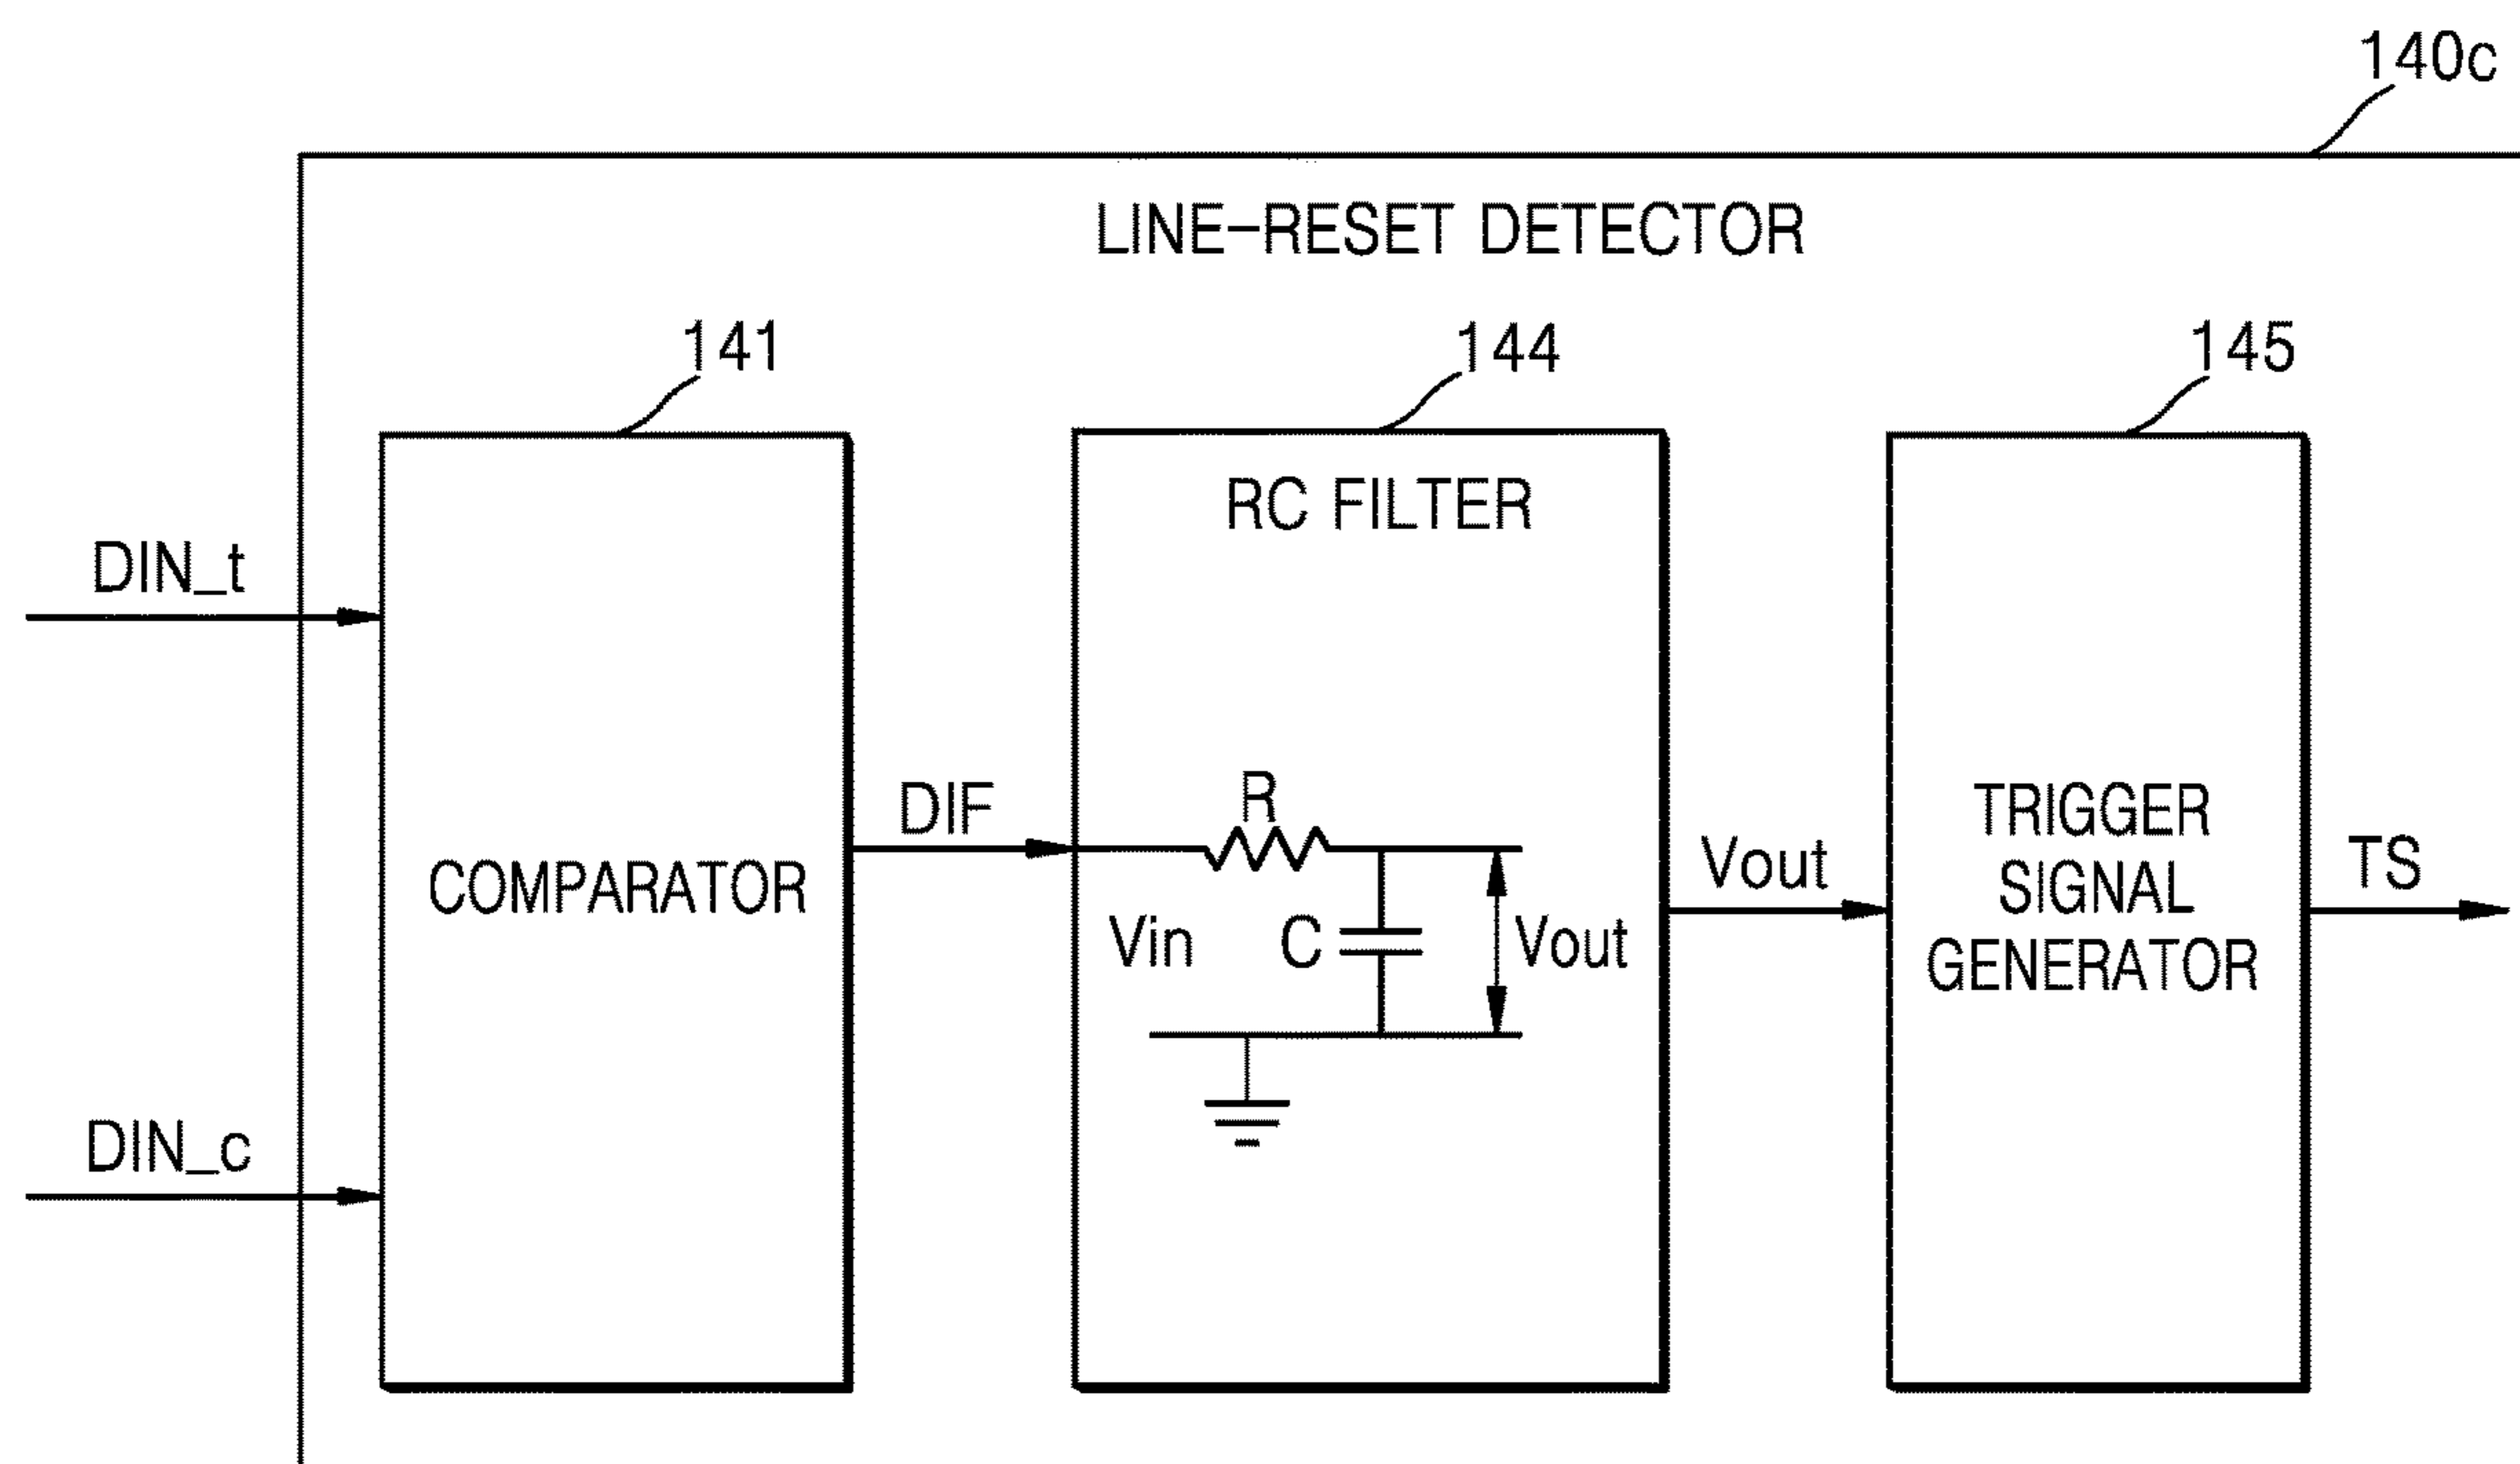 140c
LINE-RESET DETECTOR
141
144
145
RC FILTER
DIN_t
DIF
R
Vin
C
Vout
COMPARATOR
Vout
TRIGGER
SIGNAL
GENERATOR
TS
DIN_c